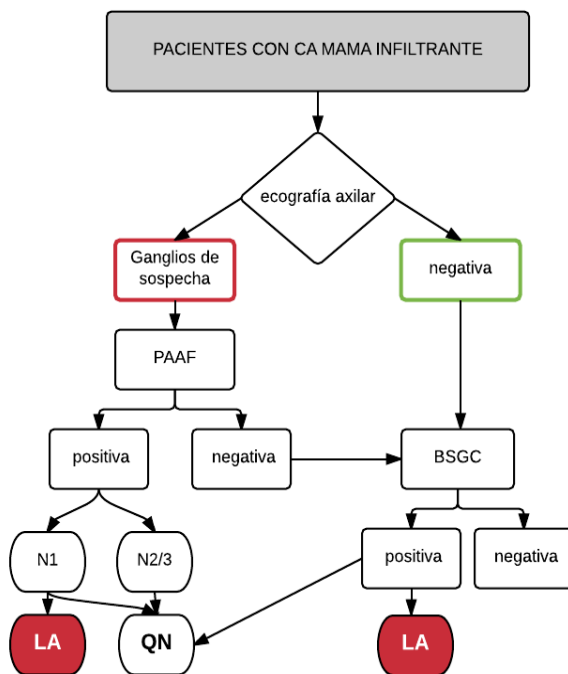 PACIENTES CON CA MAMA INFILTRANTE
ecografía axilar
Ganglios de
sospecha
negativa
PAAF
positiva
negativa
BSGC
N1
N2/3
positiva
negativa
LA
QN
LA